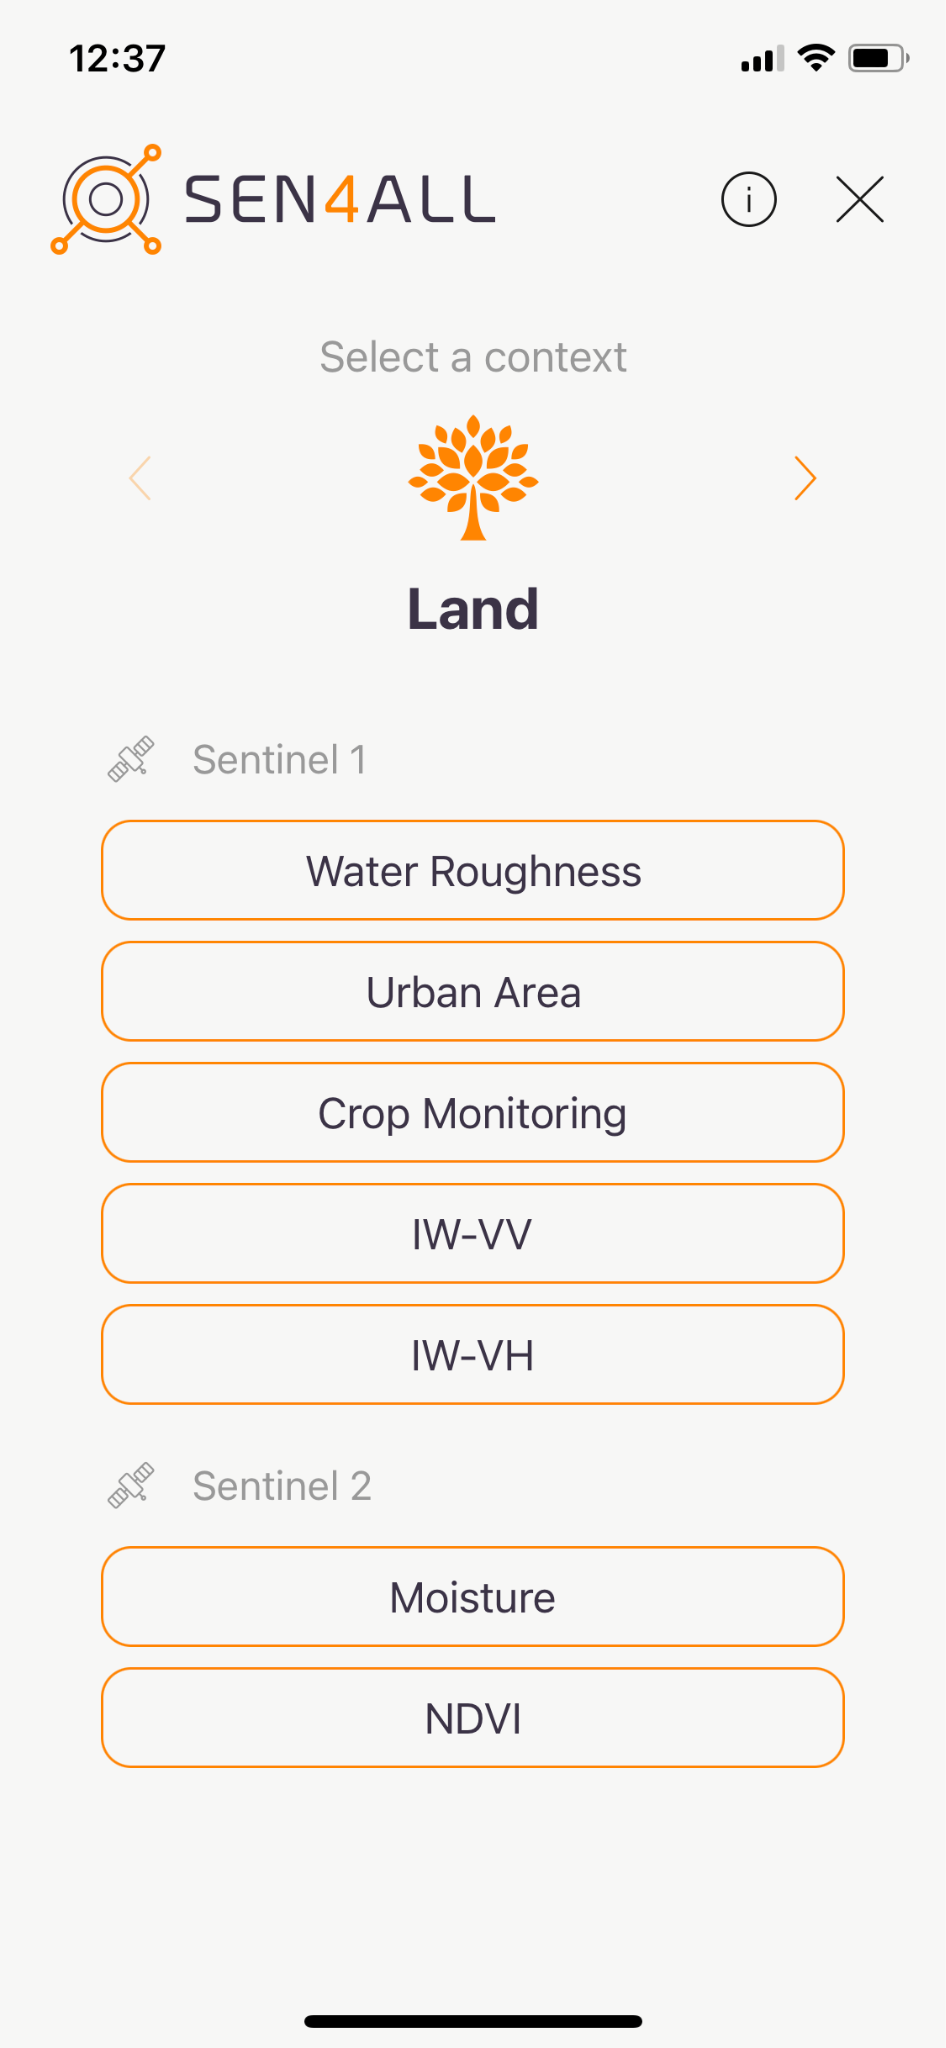 12:37
SEN4ALL
Select a context
Land
Sentinel 1
Water Roughness
Urban Area
Crop Monitoring
IW-VV
IW-VH
Sentinel 2
Moisture
NDVI